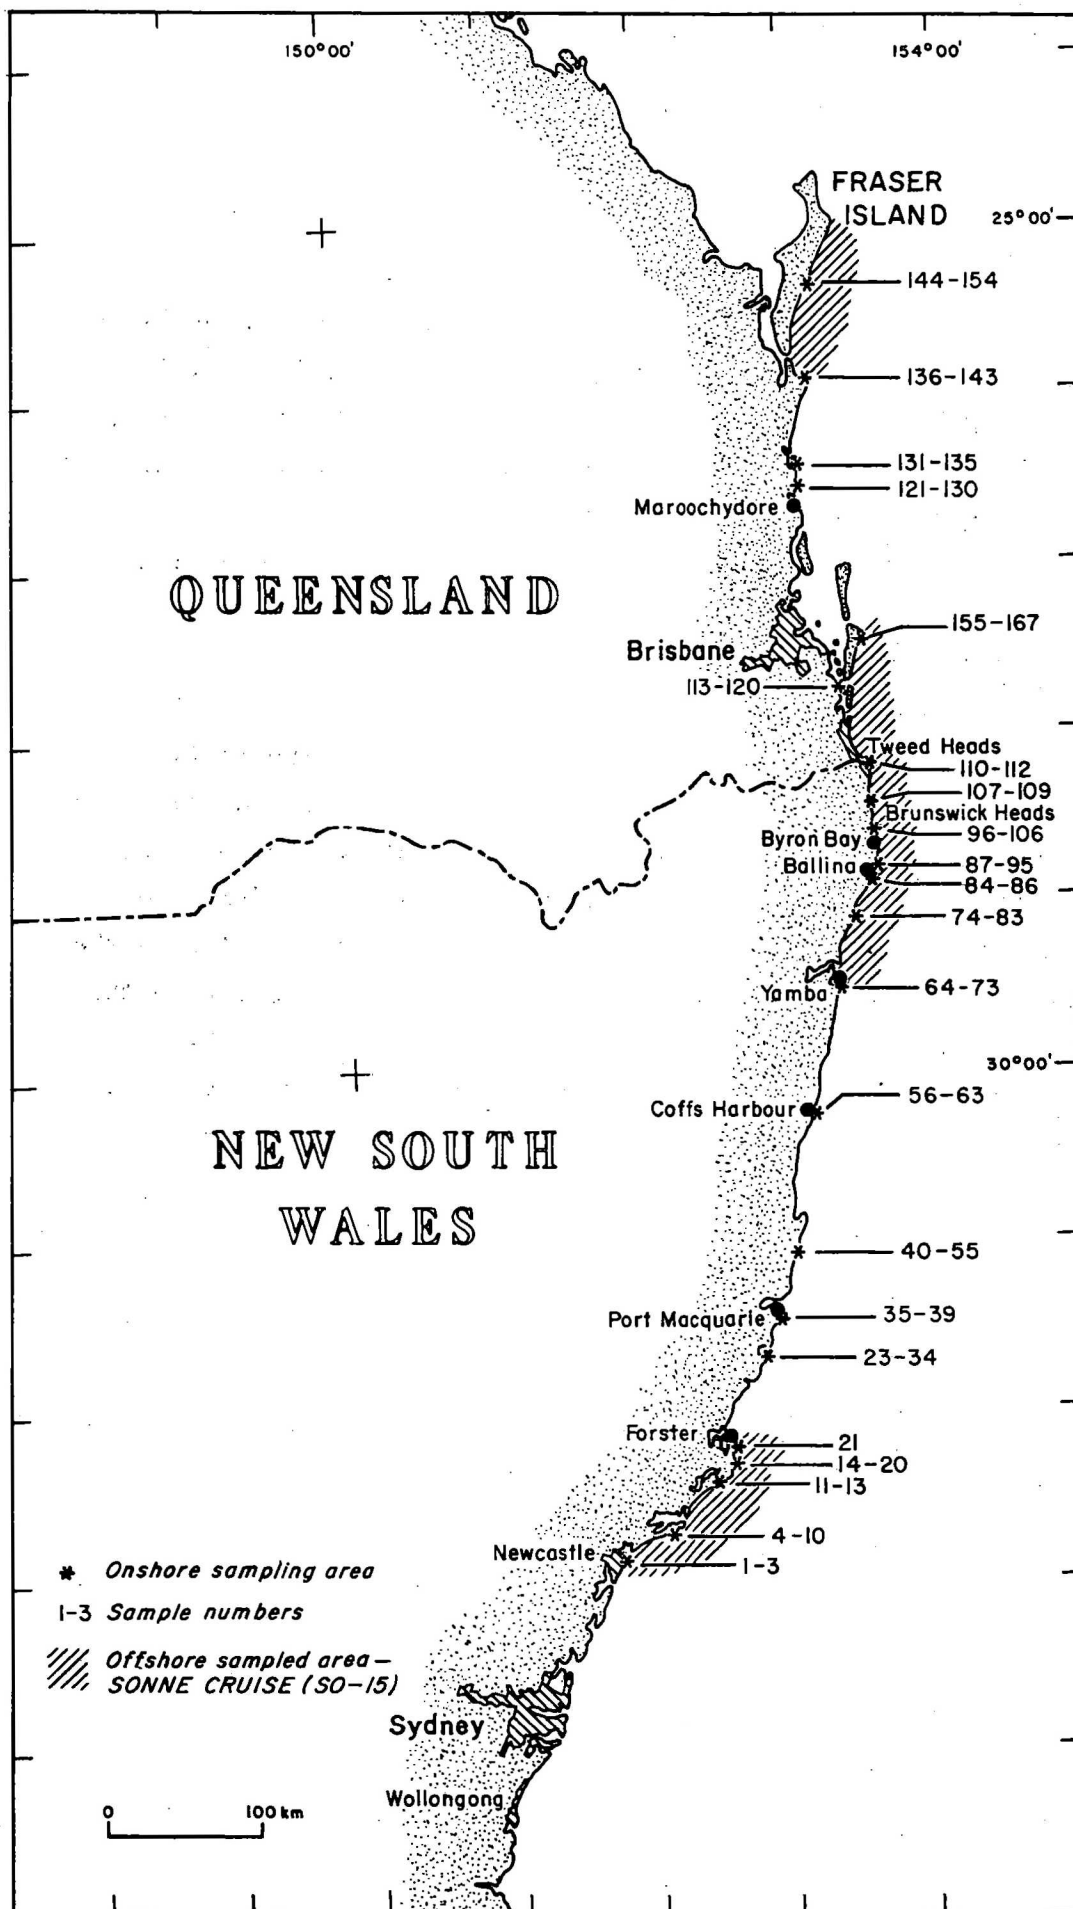 150°00'
154°00'
FRASER
ISLAND
25°00'
144-154
136-143
131-135
121-130
Maroochydore
QUEENSLAND
155-167
Brisbane
113-120
Tweed Heads
110-112
107-109
Brunswick Heads
96-106
Byron Bay
87-95
Ballina
84-86
74-83
64-73
Yamba
30°00'
56-63
Coffs Harbour
NEW SOUTH
WALES
40-55
35-39
Port Macquarie
23-34
Forster
21
14-20
11-13
4-10
Newcastle
1-3
* Onshore sampling area
1-3 Sample numbers
Offshore sampled area-
SONNE CRUISE (SO-15)
Sydney
Wollongong
0 100 km